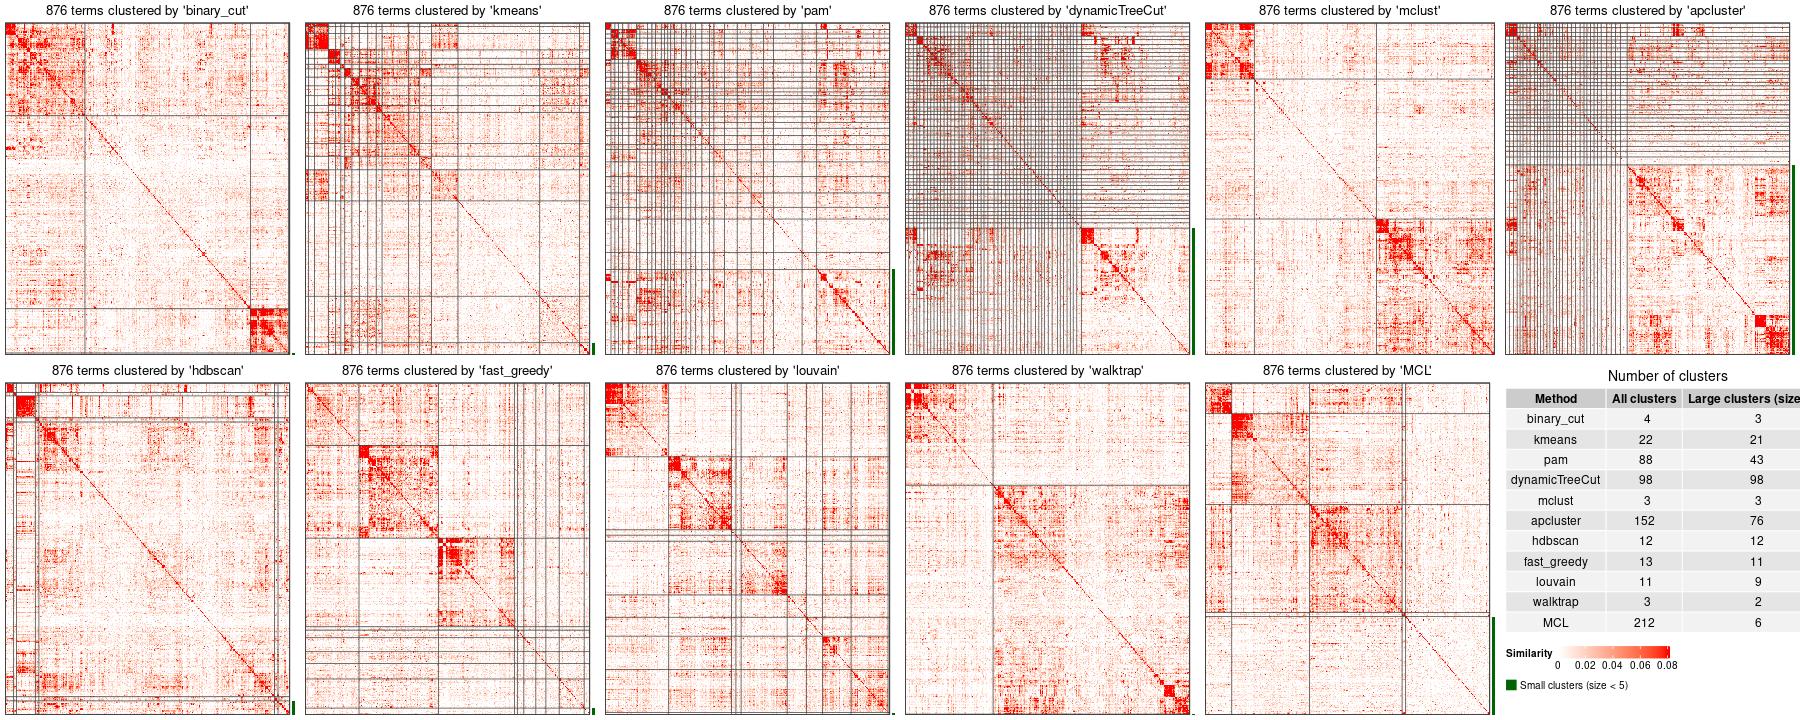 876 terms clustered by 'binary_cut'
876 terms clustered by 'kmeans'
876 terms clustered by 'pam'
876 terms clustered by 'dynamicTreeCut'
876 terms clustered by 'mclust'
876 terms clustered by 'apcluster'
876 terms clustered by 'hdbscan'
876 terms clustered by 'fast_greedy'
876 terms clustered by 'louvain'
876 terms clustered by 'walktrap'
876 terms clustered by 'MCL'
Number of clusters
Method All clusters Large clusters (size
binary_cut 4 3
kmeans 22 21
pam 88 43
dynamicTreeCut 98 98
mclust 3 3
apcluster 152 76
hdbscan 12 12
fast_greedy 13 11
louvain 11 9
walktrap 3 2
MCL 212 6
Similarity
0 0.02 0.04 0.06 0.08
Small clusters (size < 5)